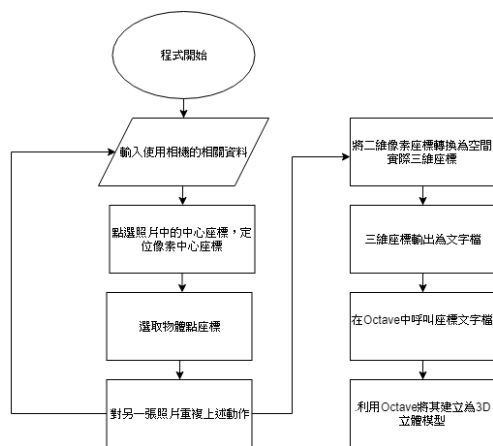 程式開始
輸入使用相機的相關資料
點選照片中的中心座標，定
位像素中心座標
選取物體點座標
對另一張照片重複上述動作
將二維像素座標轉換為空間
實際三維座標
三維座標輸出為文字檔
在Octave中呼叫座標文字檔
利用Octave將其建立為3D
立體模型